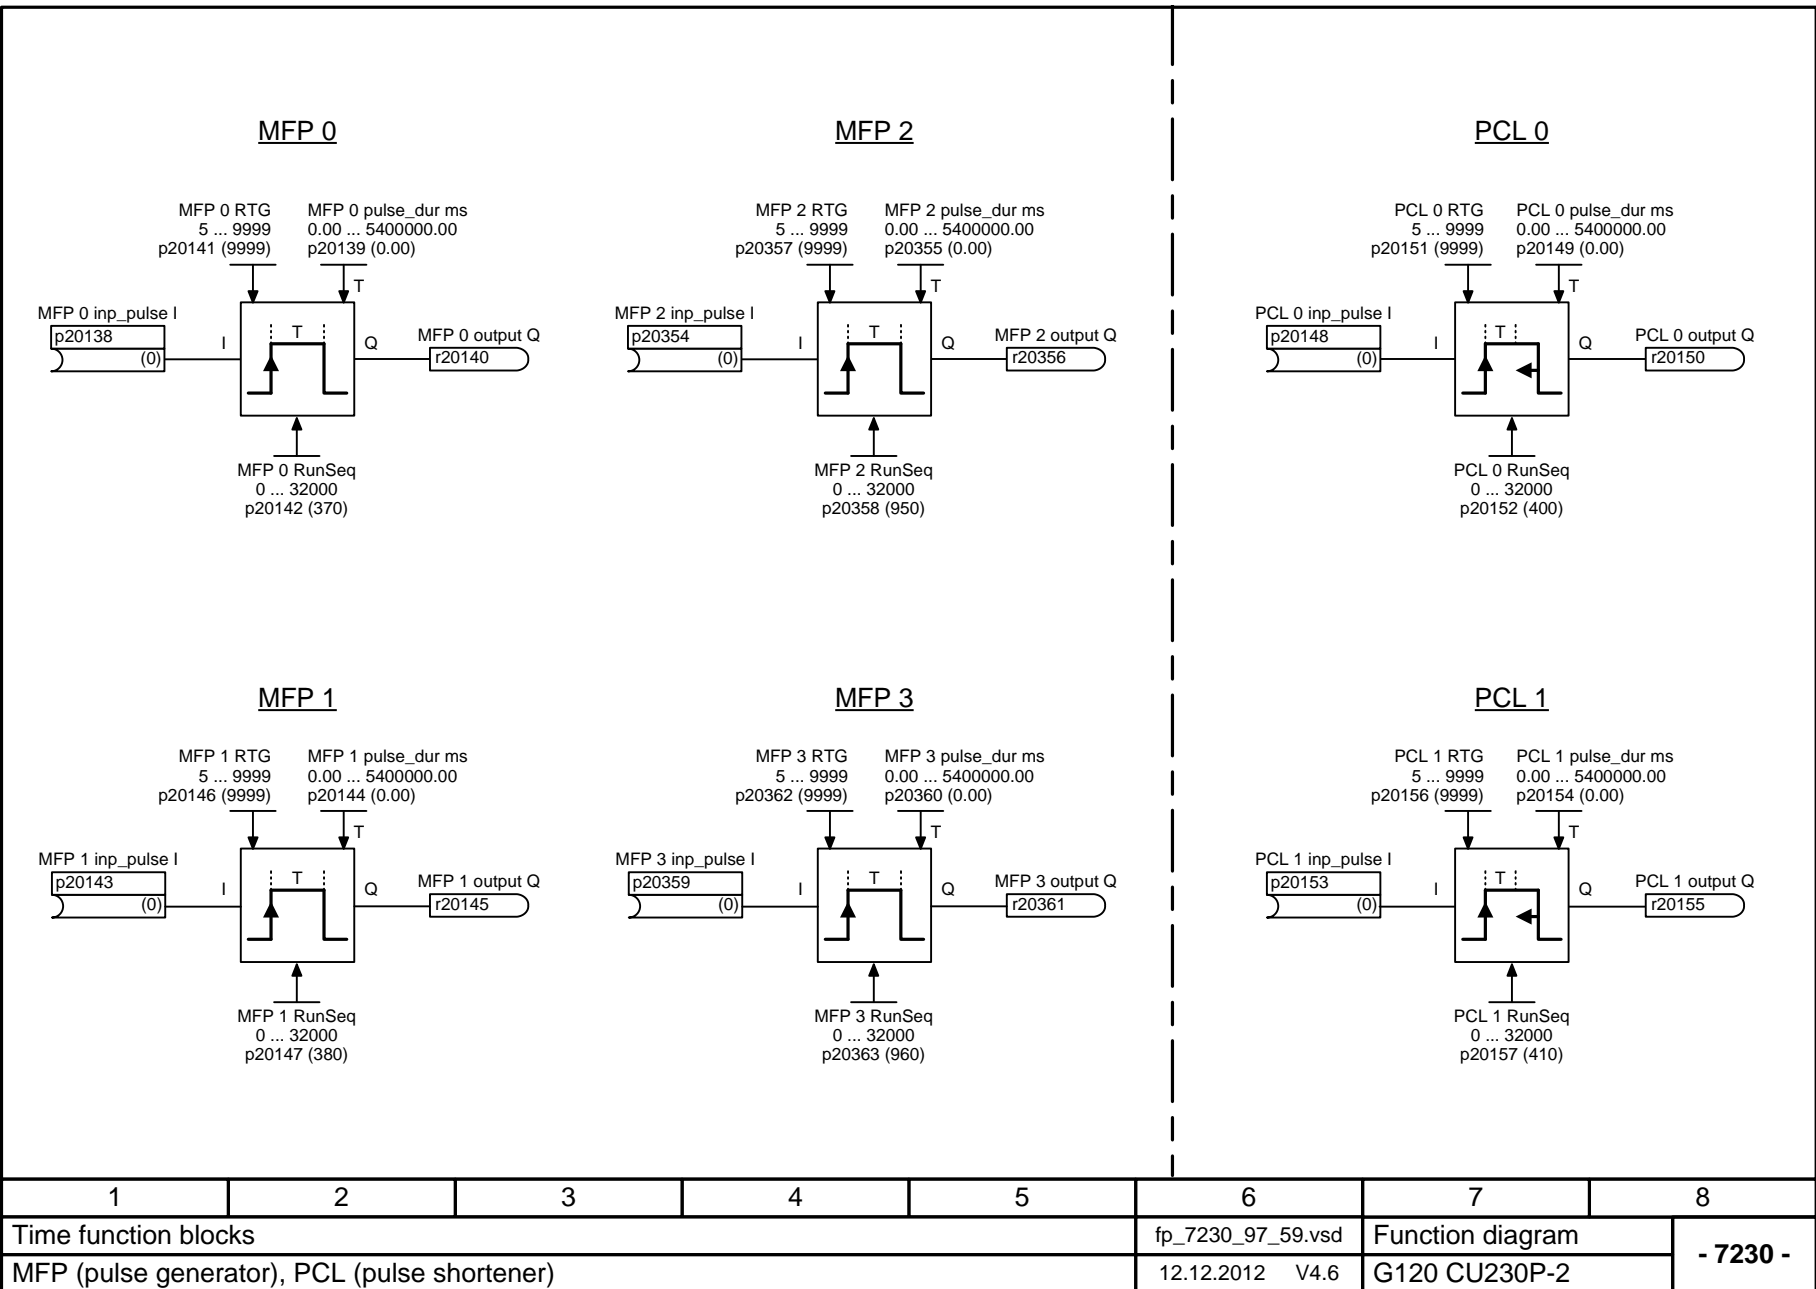 MFP 0
MFP 0 RTG
5 ... 9999
p20141 (9999)
MFP 0 pulse_dur ms
0.00 ... 5400000.00
p20139 (0.00)
T
MFP 0 inp_pulse I
p20138
(0)
I
T
Q
MFP 0 output Q
r20140
MFP 0 RunSeq
0 ... 32000
p20142 (370)
MFP 2
MFP 2 RTG
5 ... 9999
p20357 (9999)
MFP 2 pulse_dur ms
0.00 ... 5400000.00
p20355 (0.00)
T
MFP 2 inp_pulse I
p20354
(0)
I
T
Q
MFP 2 output Q
r20356
MFP 2 RunSeq
0 ... 32000
p20358 (950)
PCL 0
PCL 0 RTG
5 ... 9999
p20151 (9999)
PCL 0 pulse_dur ms
0.00 ... 5400000.00
p20149 (0.00)
T
PCL 0 inp_pulse I
p20148
(0)
I
T
Q
PCL 0 output Q
r20150
PCL 0 RunSeq
0 ... 32000
p20152 (400)
MFP 1
MFP 1 RTG
5 ... 9999
p20146 (9999)
MFP 1 pulse_dur ms
0.00 ... 5400000.00
p20144 (0.00)
T
MFP 1 inp_pulse I
p20143
(0)
I
T
Q
MFP 1 output Q
r20145
MFP 1 RunSeq
0 ... 32000
p20147 (380)
MFP 3
MFP 3 RTG
5 ... 9999
p20362 (9999)
MFP 3 pulse_dur ms
0.00 ... 5400000.00
p20360 (0.00)
T
MFP 3 inp_pulse I
p20359
(0)
I
T
Q
MFP 3 output Q
r20361
MFP 3 RunSeq
0 ... 32000
p20363 (960)
PCL 1
PCL 1 RTG
5 ... 9999
p20156 (9999)
PCL 1 pulse_dur ms
0.00 ... 5400000.00
p20154 (0.00)
T
PCL 1 inp_pulse I
p20153
(0)
I
T
Q
PCL 1 output Q
r20155
PCL 1 RunSeq
0 ... 32000
p20157 (410)
1 2 3 4 5 6 7 8
Time function blocks
fp_7230_97_59.vsd
Function diagram
- 7230 -
MFP (pulse generator), PCL (pulse shortener)
12.12.2012 V4.6
G120 CU230P-2